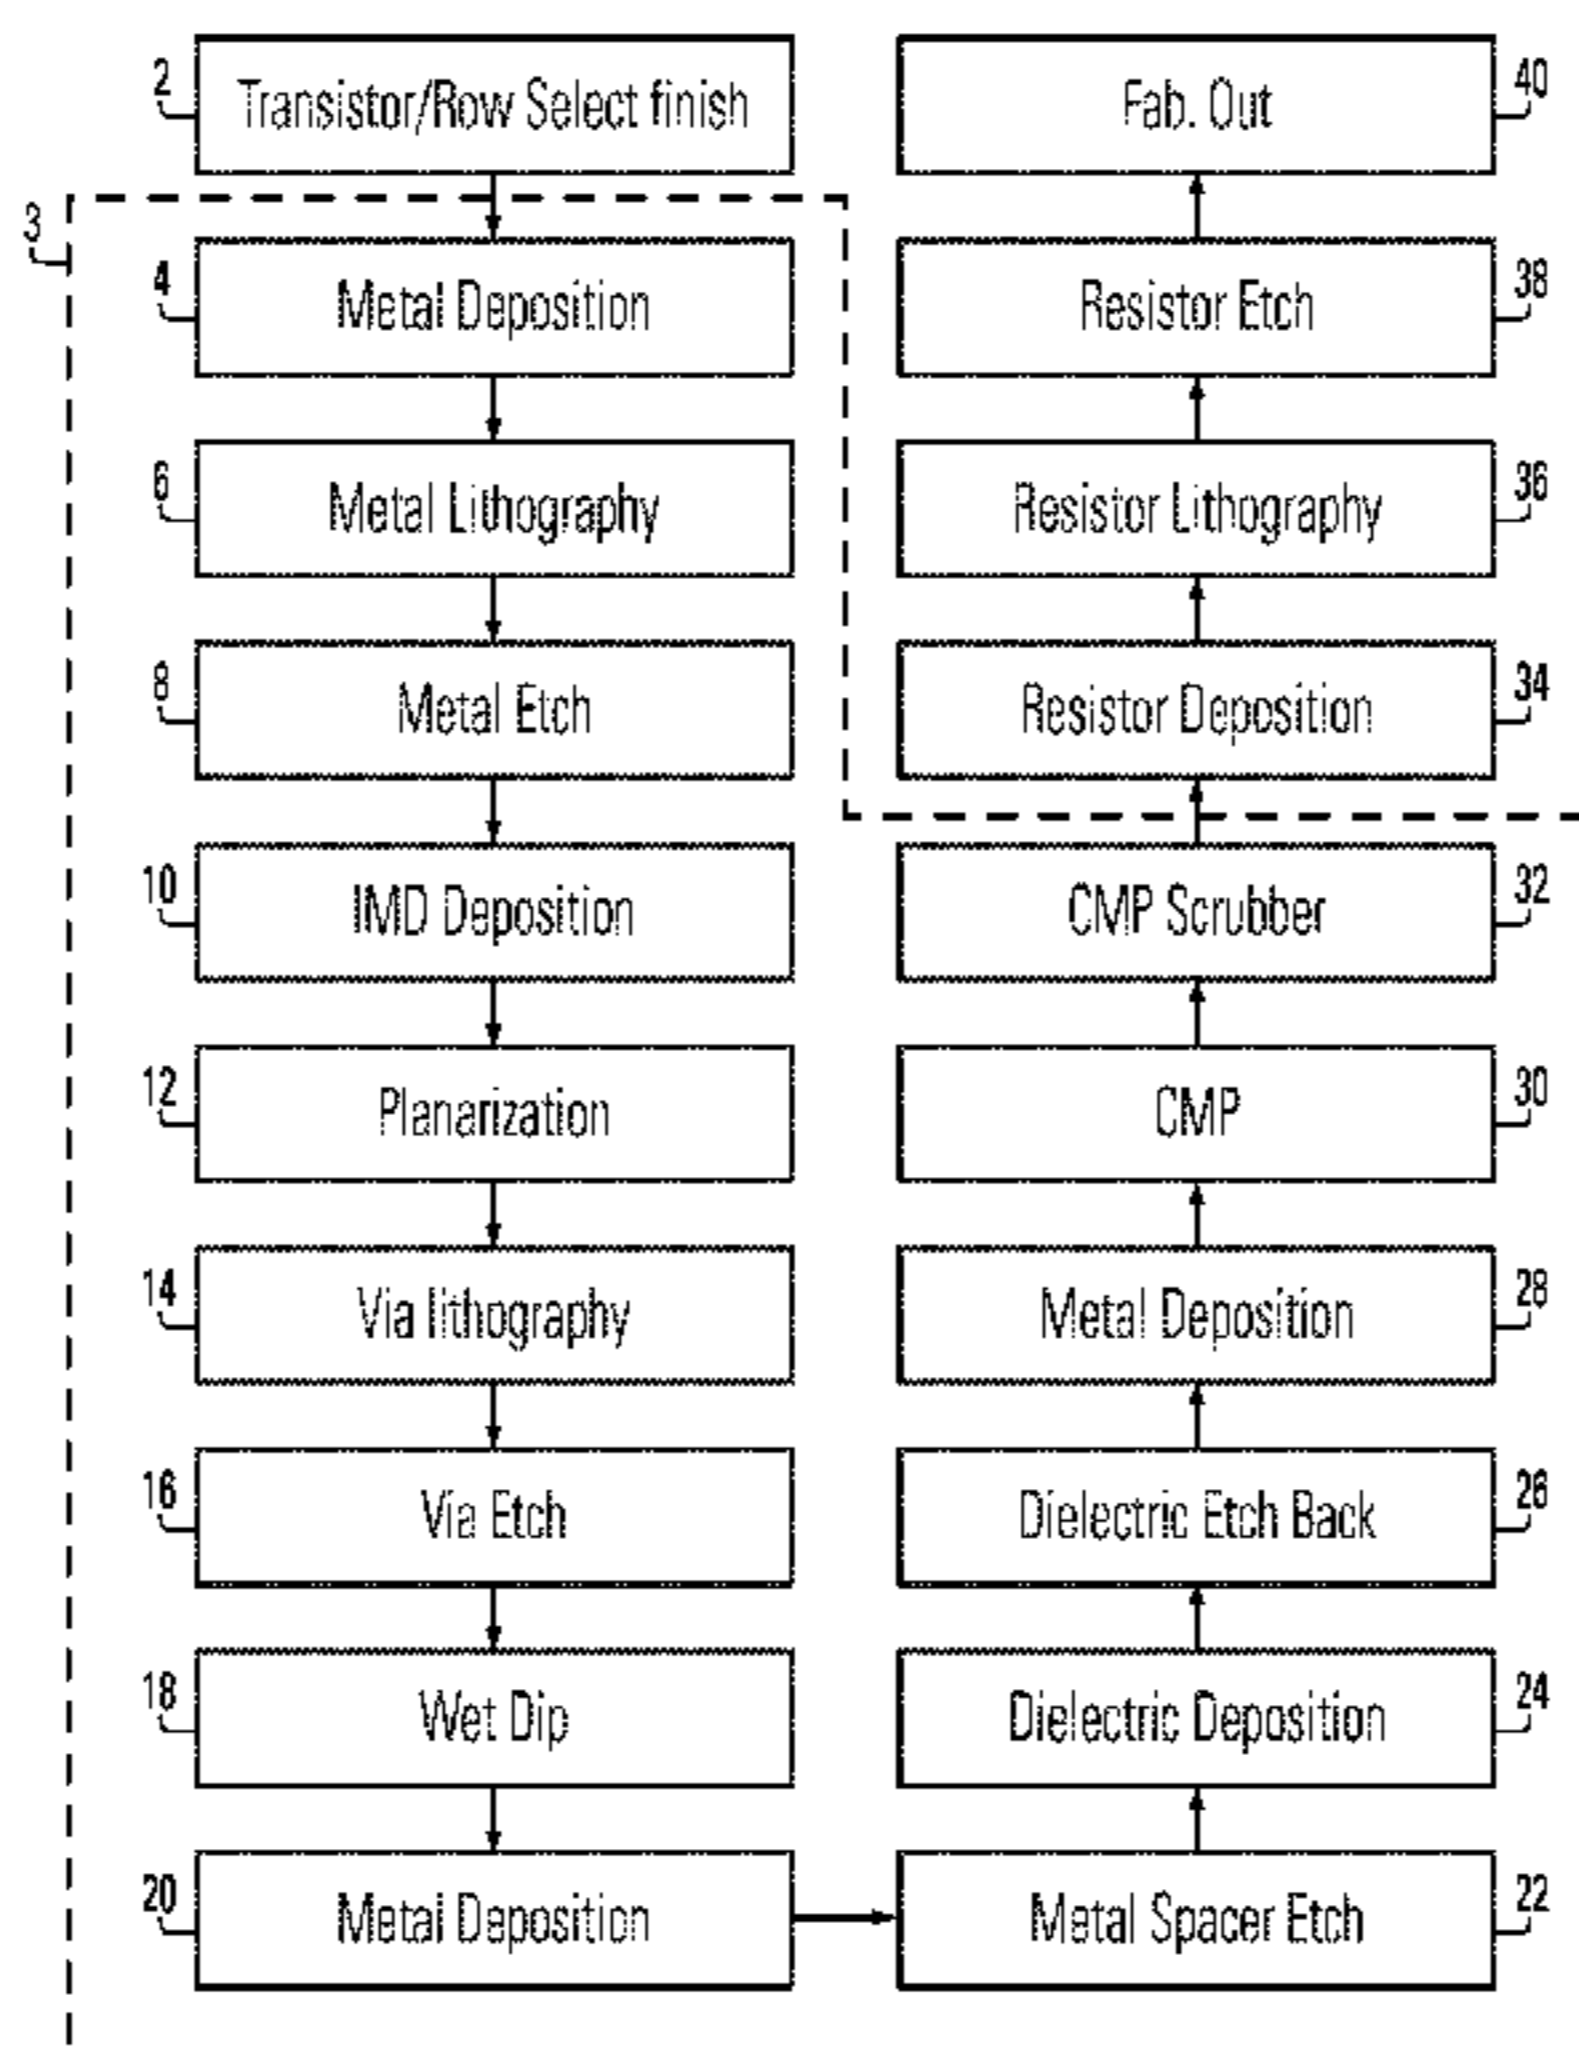 2
Transistor/Row Select finish
3
4
Metal Deposition
6
Metal Lithography
8
Metal Etch
10
IMD Deposition
12
Planarization
14
Via lithography
16
Via Etch
18
Wet Dip
20
Metal Deposition
Metal Spacer Etch
22
Dielectric Deposition
24
Dielectric Etch Back
26
Metal Deposition
28
CMP
30
CMP Scrubber
32
Resistor Deposition
34
Resistor Lithography
36
Resistor Etch
38
Fab. Out
40